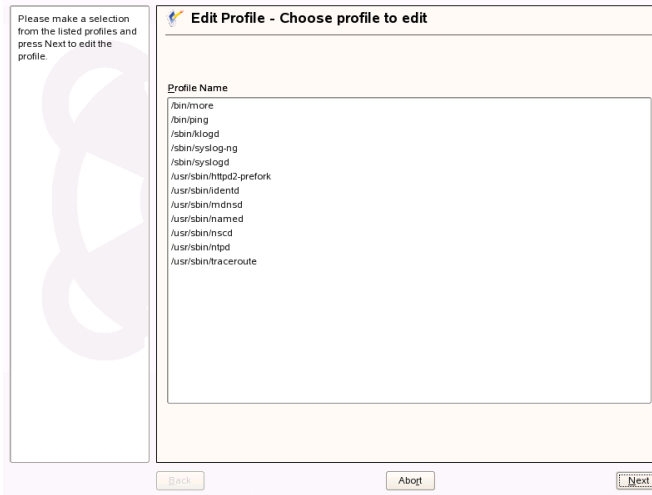 Please make a selection
from the listed profiles and
press Next to edit the
profile.
Edit Profile - Choose profile to edit
Profile Name
/bin/more
/bin/ping
/sbin/klogd
/sbin/syslog-ng
/sbin/syslogd
/usr/sbin/httpd2-prefork
/usr/sbin/identd
/usr/sbin/mdnsd
/usr/sbin/named
/usr/sbin/nscd
/usr/sbin/ntpd
/usr/sbin/traceroute
Back
Abort
Next